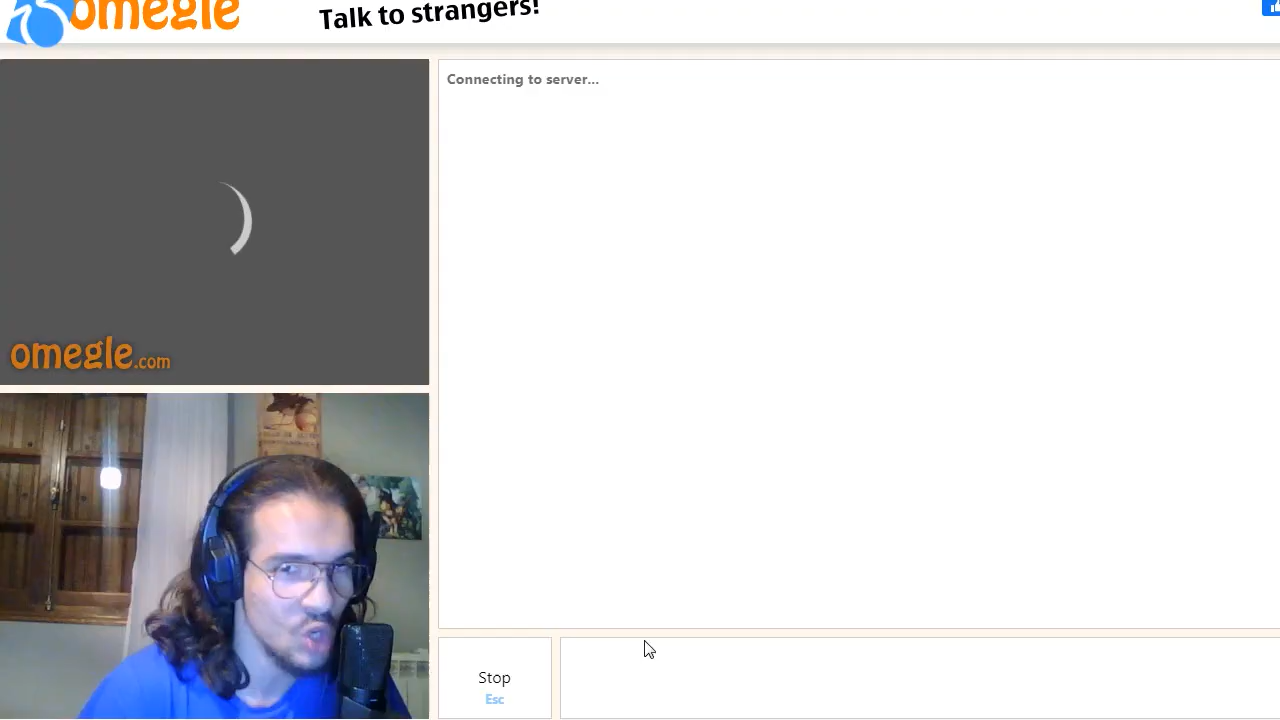 omegle
Talk to strangers!
Connecting to server...
omegle.com
Stop
Esc